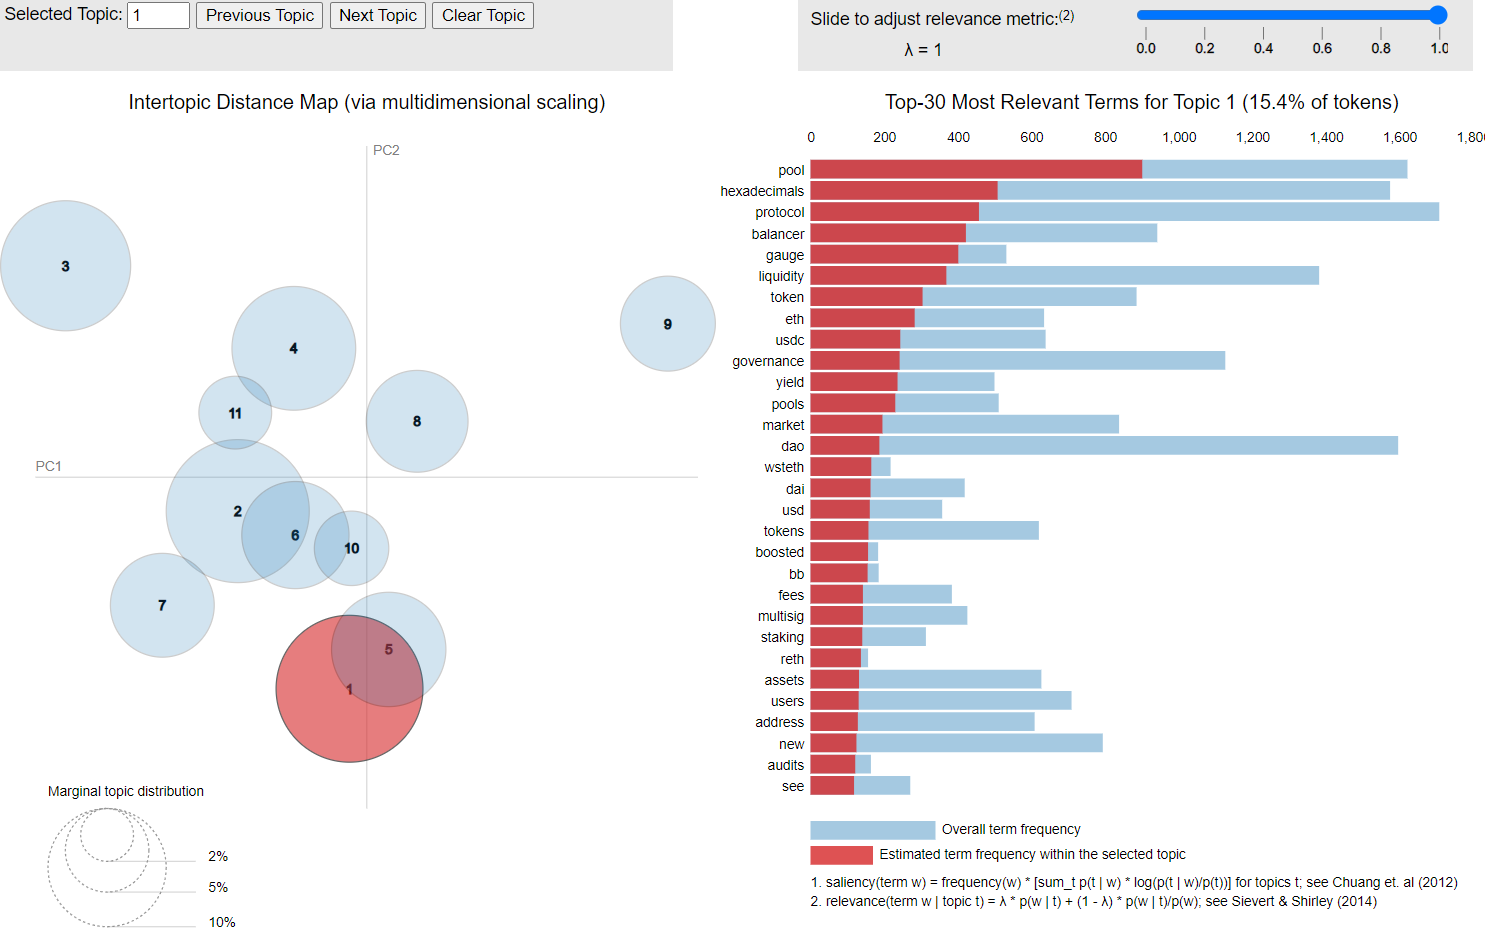 Selected Topic: 1 Previous Topic Next Topic Clear Topic
Slide to adjust relevance metric:(2)
λ = 1
0.0 0.2 0.4 0.6 0.8 1.0
Intertopic Distance Map (via multidimensional scaling)
PC2
PC1
3
4
9
11
8
2
6
10
7
5
1
Marginal topic distribution
2%
5%
10%
Top-30 Most Relevant Terms for Topic 1 (15.4% of tokens)
0 200 400 600 800 1,000 1,200 1,400 1,600 1,80
pool
hexadecimals
protocol
balancer
gauge
liquidity
token
eth
usdc
governance
yield
pools
market
dao
wsteth
dai
usd
tokens
boosted
bb
fees
multisig
staking
reth
assets
users
address
new
audits
see
Overall term frequency
Estimated term frequency within the selected topic
1. saliency(term w) = frequency(w) * [sum_t p(t | w) * log(p(t | w)/p(t))] for topics t; see Chuang et. al (2012)
2. relevance(term w | topic t) = λ * p(w | t) + (1 - λ) * p(w | t)/p(w); see Sievert & Shirley (2014)